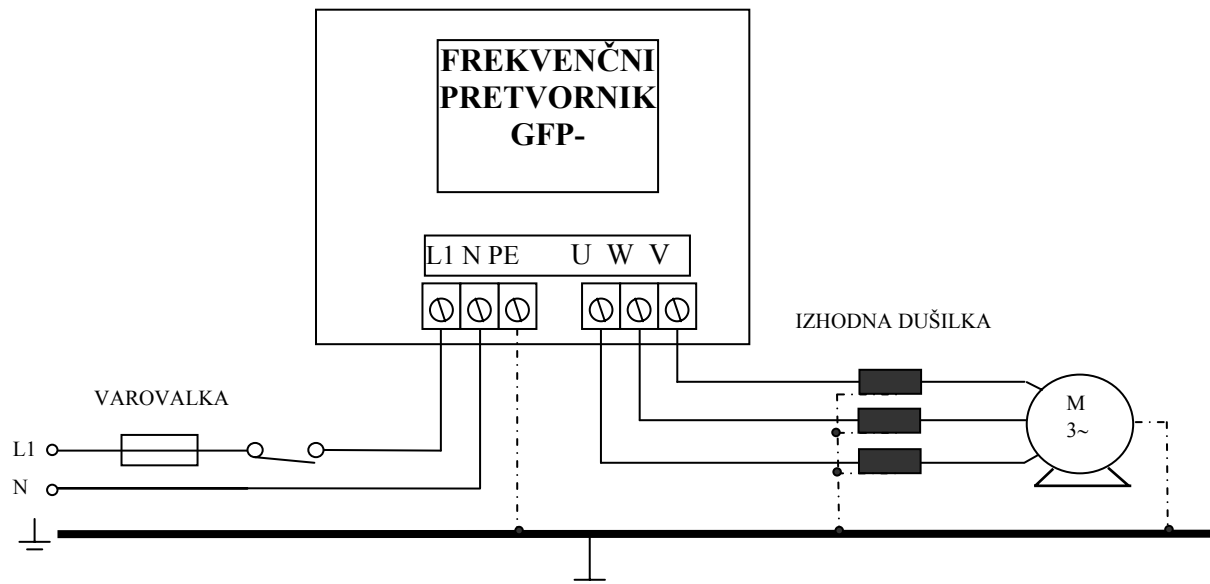 FREKVENČNI
PRETVORNIK
GFP-
L1 N PE U W V
IZHODNA DUŠILKA
VAROVALKA
M
3~
L1
N